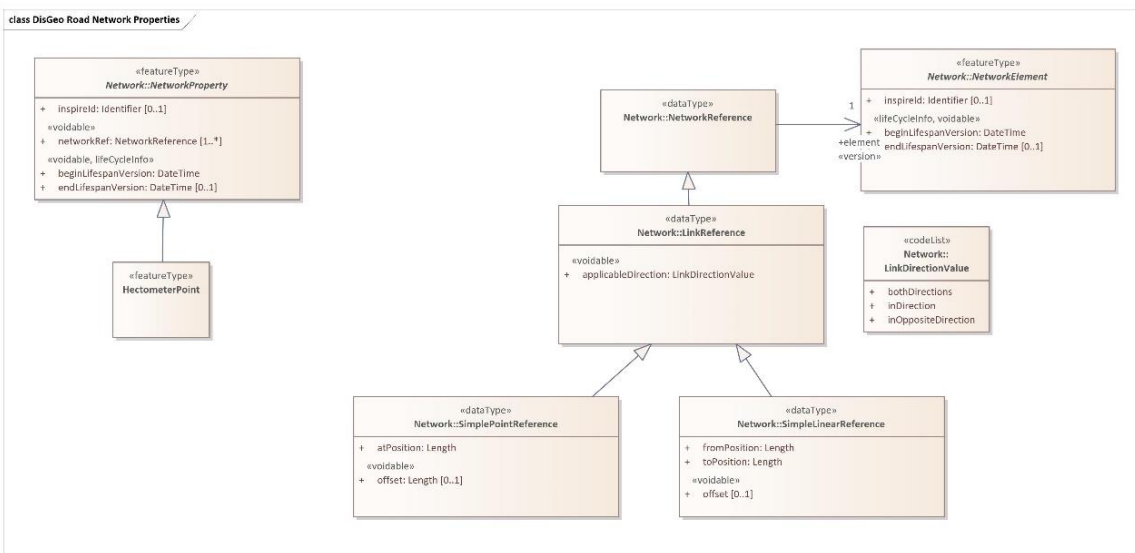 class DisGeo Road Network Properties
«featureType»
Network::NetworkProperty
+ inspireId: Identifier [0..1]
«voidable»
+ networkRef: NetworkReference [1..*]
«voidable, lifeCycleInfo»
+ beginLifespanVersion: DateTime
+ endLifespanVersion: DateTime [0..1]
«featureType»
HectometerPoint
«dataType»
Network::NetworkReference
1
+element
«version»
«featureType»
Network::NetworkElement
+ inspireId: Identifier [0..1]
«lifeCycleInfo, voidable»
+ beginLifespanVersion: DateTime
endLifespanVersion: DateTime [0..1]
«dataType»
Network::LinkReference
«voidable»
+ applicableDirection: LinkDirectionValue
«codeList»
Network::
LinkDirectionValue
+ bothDirections
+ inDirection
+ inOppositeDirection
«dataType»
Network::SimplePointReference
+ atPosition: Length
«voidable»
+ offset: Length [0..1]
«dataType»
Network::SimpleLinearReference
+ fromPosition: Length
+ toPosition: Length
«voidable»
+ offset [0..1]